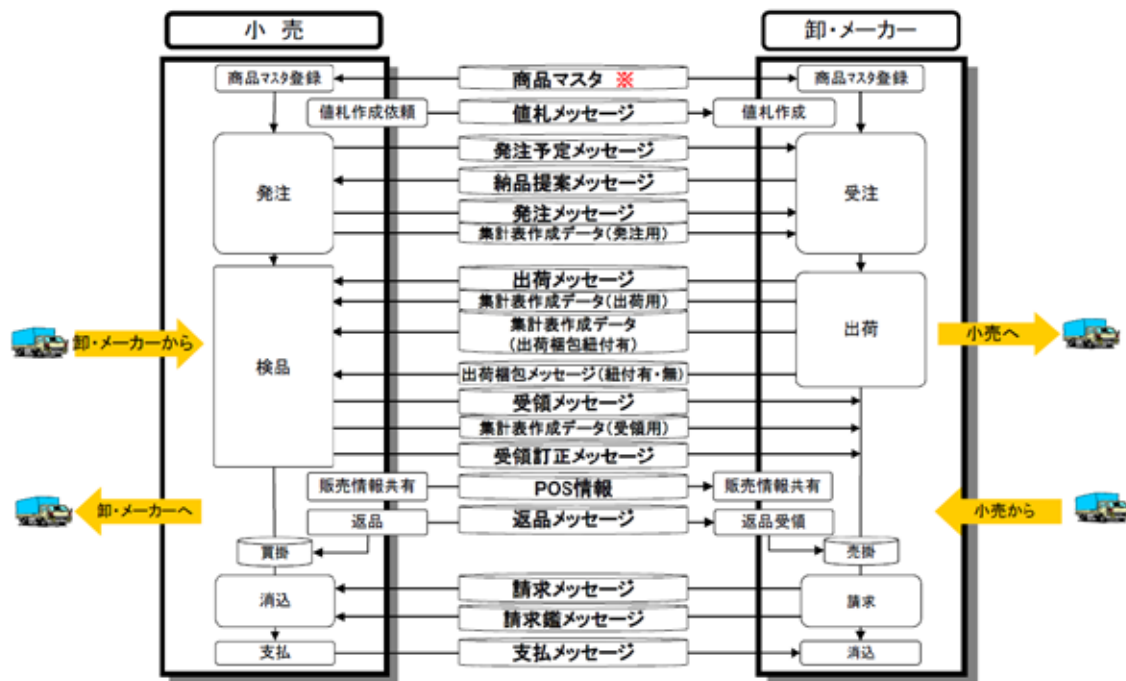 小 売
卸・メーカー
商品マスタ登録
商品マスタ ※
商品マスタ登録
値札作成依頼
値札メッセージ
値札作成
発注
発注予定メッセージ
納品提案メッセージ
発注メッセージ
集計表作成データ(発注用)
受注
出荷メッセージ
集計表作成データ(出荷用)
集計表作成データ
(出荷梱包紐付有)
出荷梱包メッセージ(紐付有・無)
受領メッセージ
集計表作成データ(受領用)
受領訂正メッセージ
卸・メーカーから
検品
出荷
小売へ
販売情報共有
POS情報
販売情報共有
卸・メーカーへ
返品
返品メッセージ
返品受領
小売から
買掛
売掛
消込
請求メッセージ
請求鑑メッセージ
請求
支払
支払メッセージ
消込